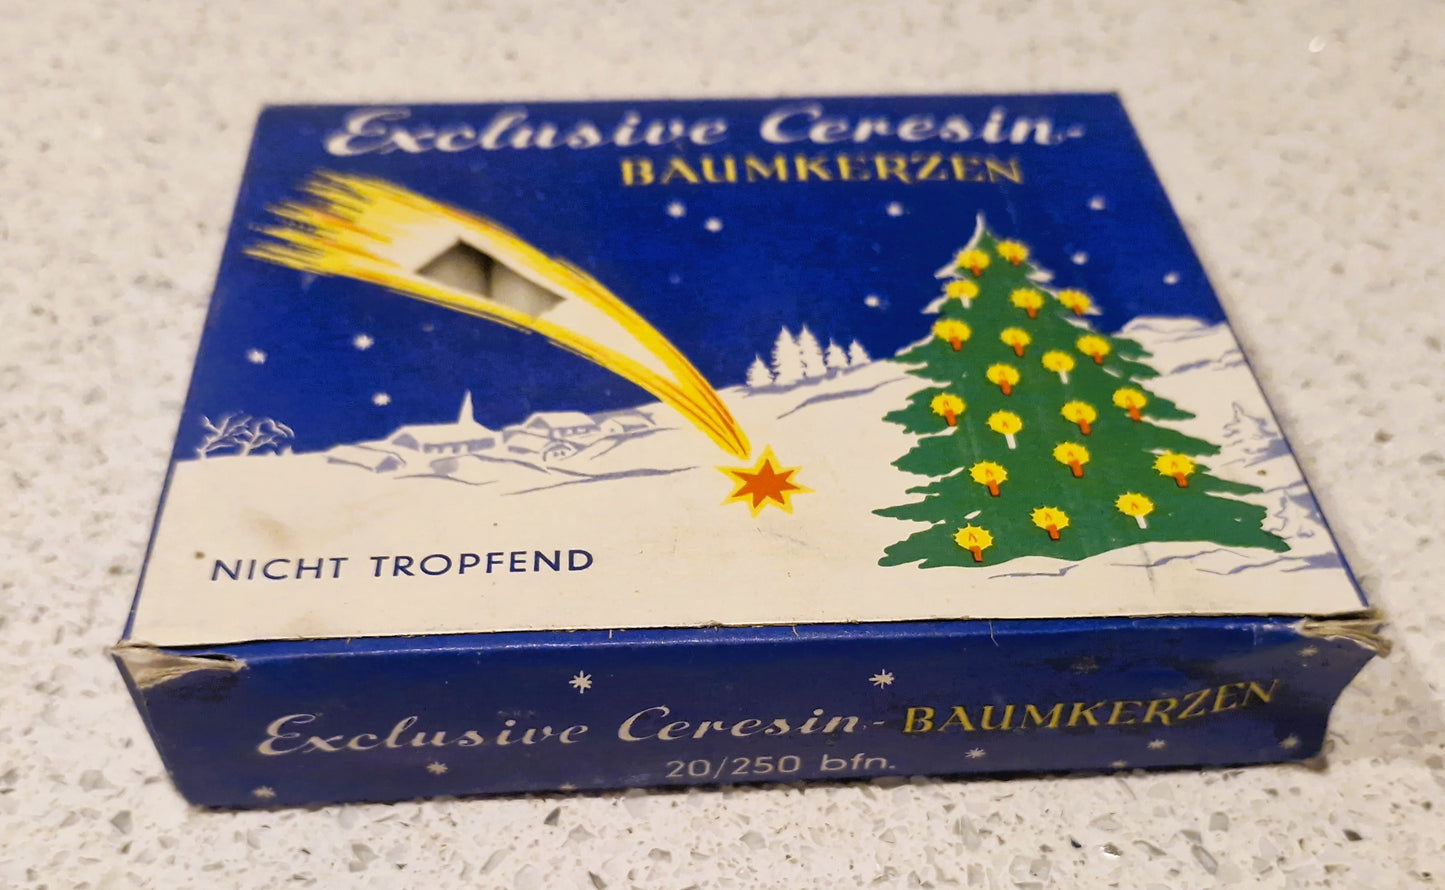 Exclusive Ceresin-
BAUMKERZEN
NICHT TROPFEND
Exclusive Ceresin-BAUMKERZEN
20/250 bfn.